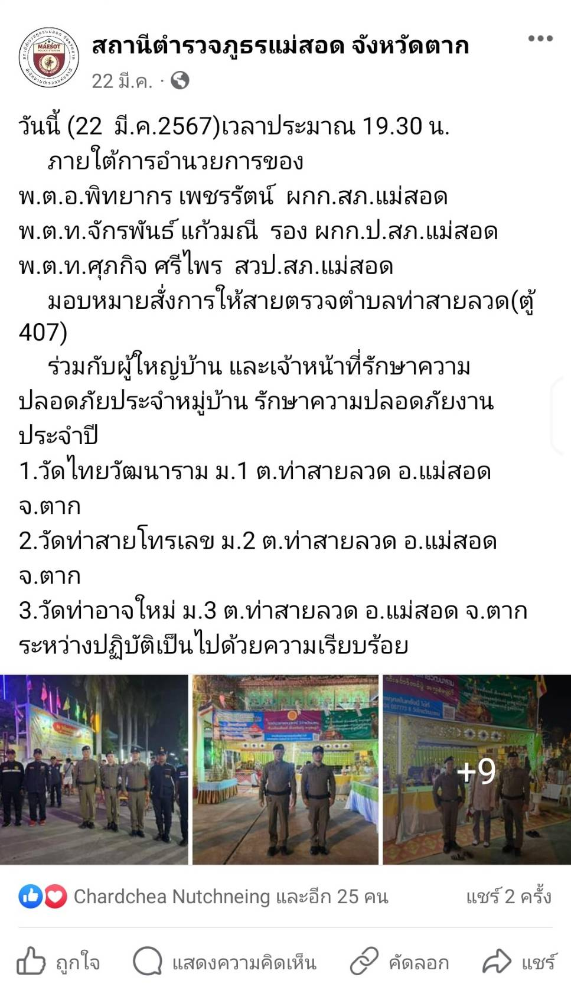 MAESOT
POLICE STATION
สถานีตำรวจภูธรแม่สอด จังหวัดตาก
22 มี.ค.
วันนี้ (22 มี.ค.2567)เวลาประมาณ 19.30 น.
ภายใต้การอำนวยการของ
พ.ต.อ.พิทยากร เพชรรัตน์ ผกก.สภ.แม่สอด
พ.ต.ท.จักรพันธ์ แก้วมณี รอง ผกก.ป.สภ.แม่สอด
พ.ต.ท.ศุภกิจ ศรีไพร สวป.สภ.แม่สอด
มอบหมายสั่งการให้สายตรวจตำบลท่าสายลวด(ตู้
407)
ร่วมกับผู้ใหญ่บ้าน และเจ้าหน้าที่รักษาความ
ปลอดภัยประจำหมู่บ้าน รักษาความปลอดภัยงาน
ประจำปี
1.วัดไทยวัฒนาราม ม.1 ต.ท่าสายลวด อ.แม่สอด
จ.ตาก
2.วัดท่าสายโทรเลข ม.2 ต.ท่าสายลวด อ.แม่สอด
จ.ตาก
3.วัดท่าอาจใหม่ ม.3 ต.ท่าสายลวด อ.แม่สอด จ.ตาก
ระหว่างปฏิบัติเป็นไปด้วยความเรียบร้อย
+9
Chardchea Nutchneing และอีก 25 คน
แชร์ 2 ครั้ง
ถูกใจ
แสดงความคิดเห็น
คัดลอก
แชร์